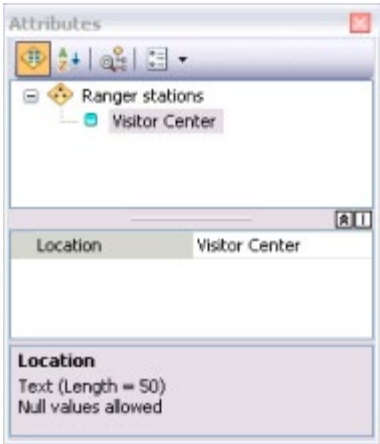 Attributes
Ranger stations
Visitor Center
Location Visitor Center
Location
Text (Length = 50)
Null values allowed